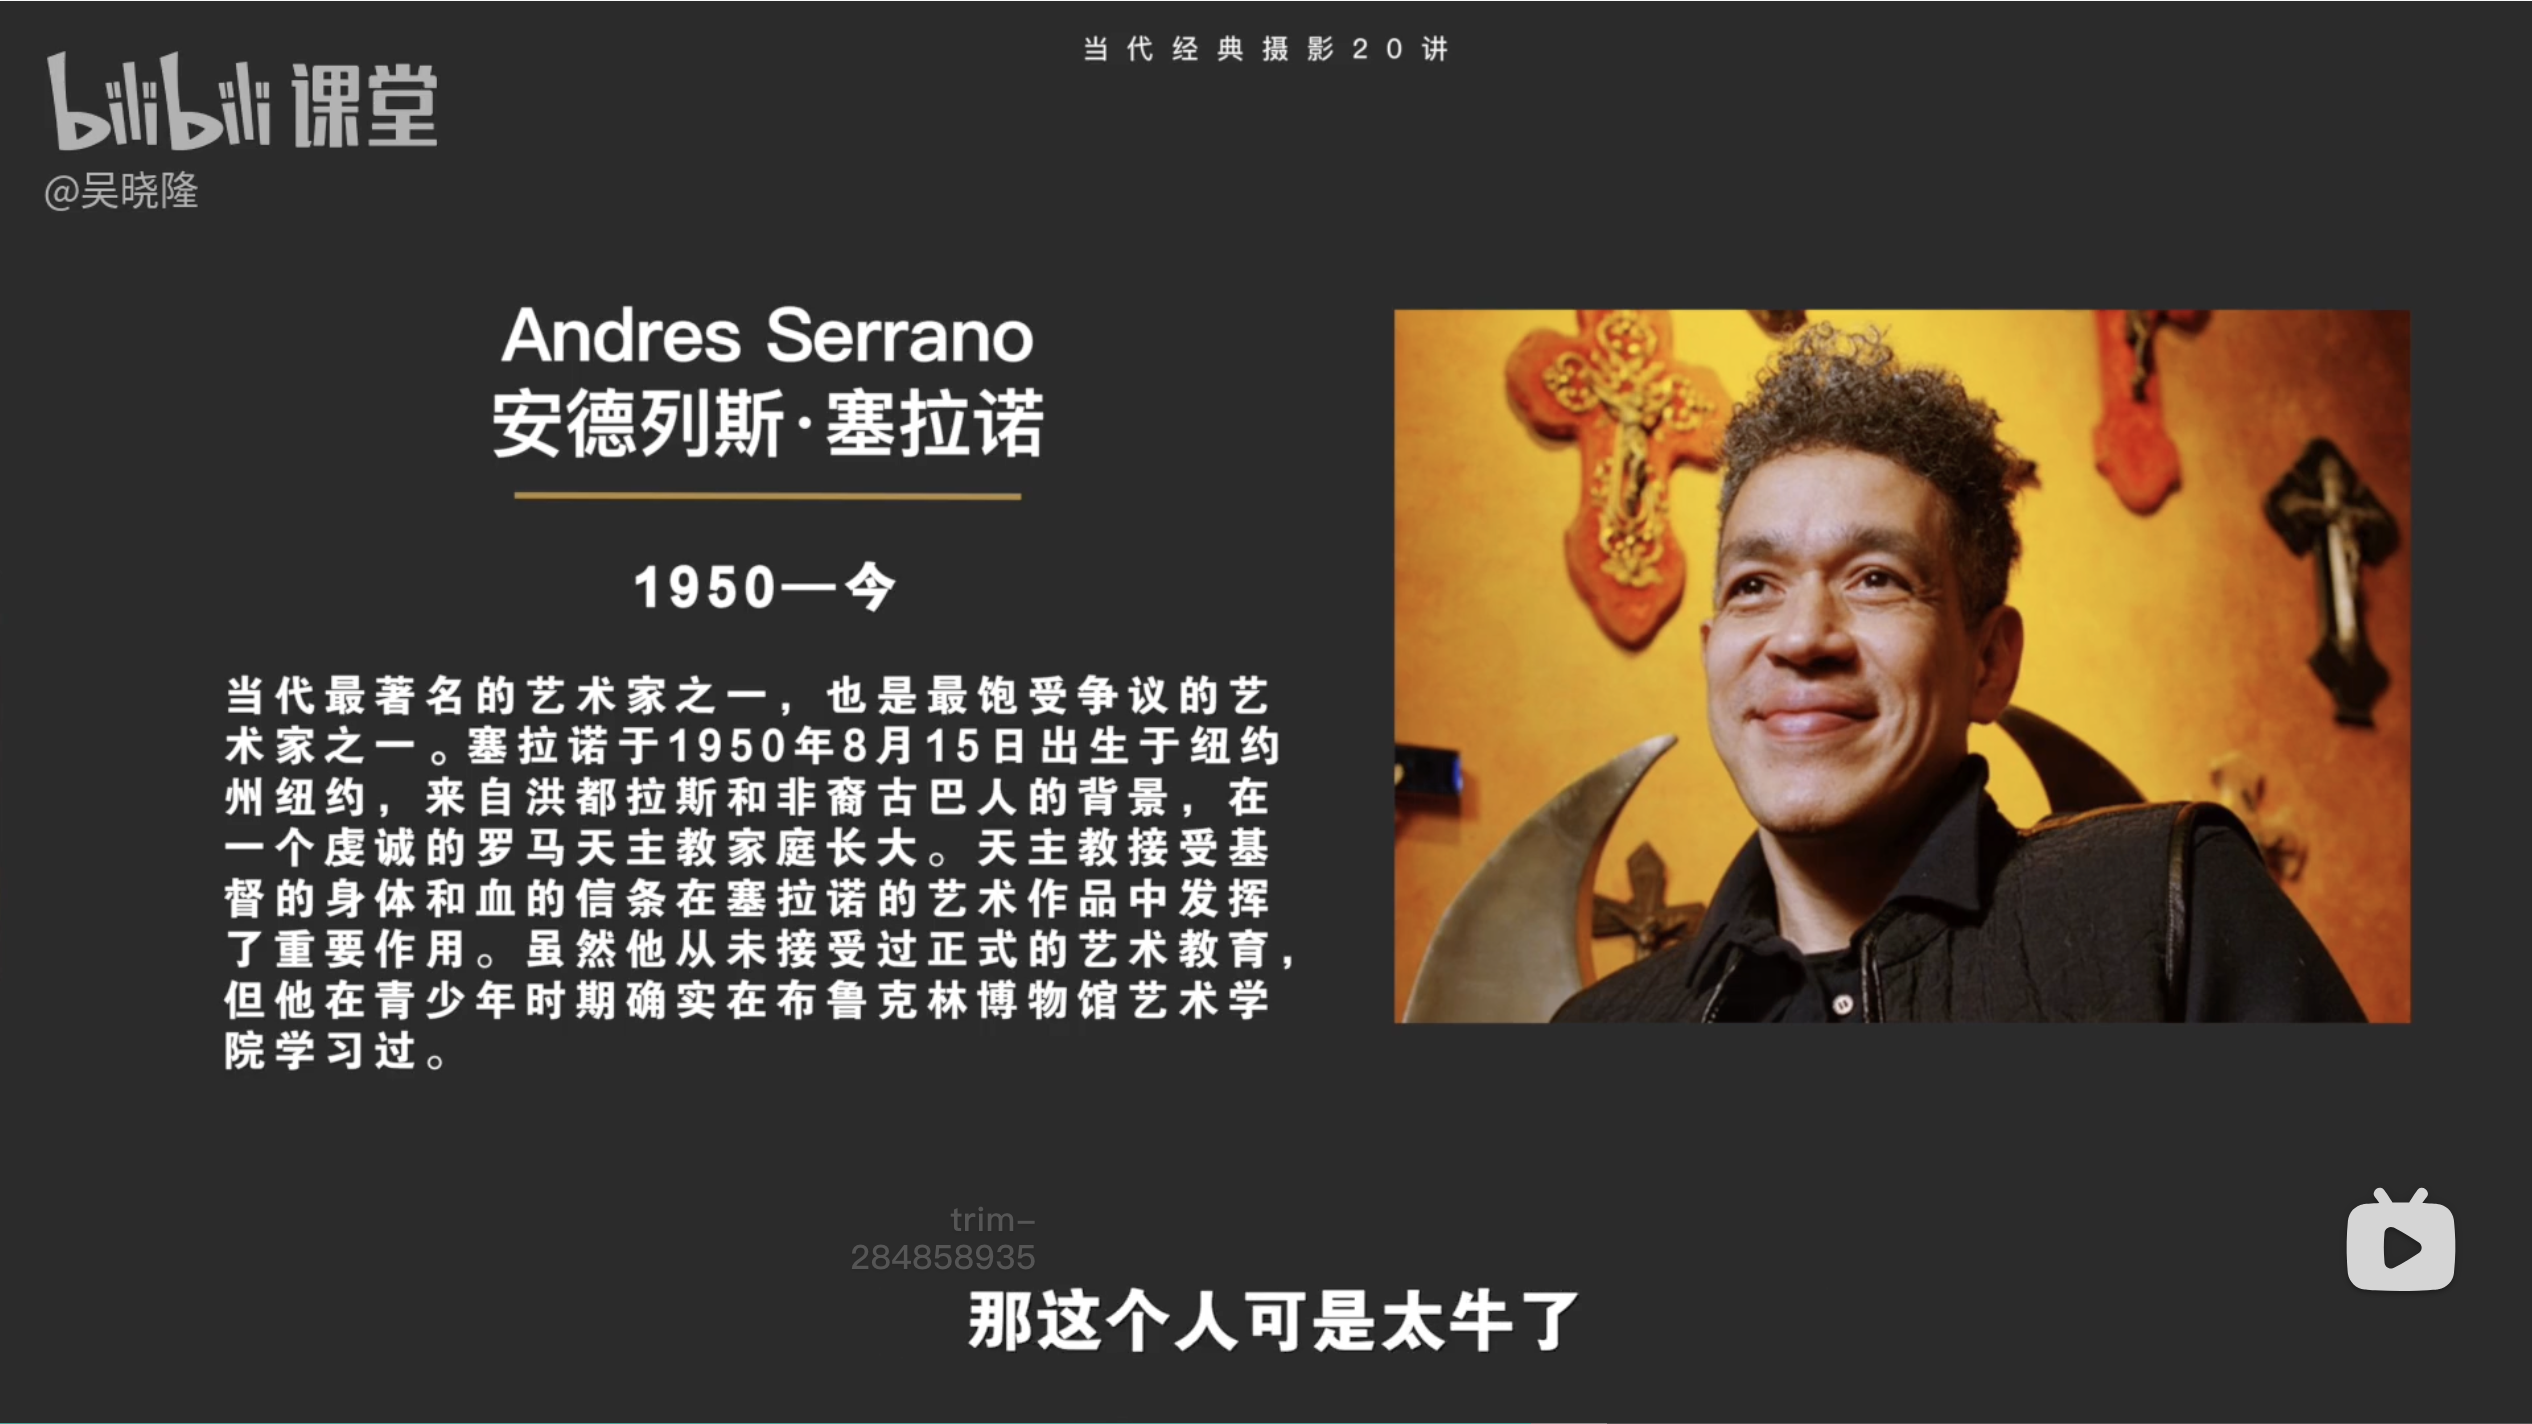 当代经典摄影20讲
bilibili 课堂
@吴晓隆
Andres Serrano
安德列斯·塞拉诺
1950—今
当代最著名的艺术家之一，也是最饱受争议的艺
术家之一。塞拉诺于1950年8月15日出生于纽约
州纽约，来自洪都拉斯和非裔古巴人的背景，在
一个虔诚的罗马天主教家庭长大。天主教接受基
督的身体和血的信条在塞拉诺的艺术作品中发挥
了重要作用。虽然他从未接受过正式的艺术教育，
但他在青少年时期确实在布鲁克林博物馆艺术学
院学习过。
trim-
284858935
那这个人可是太牛了